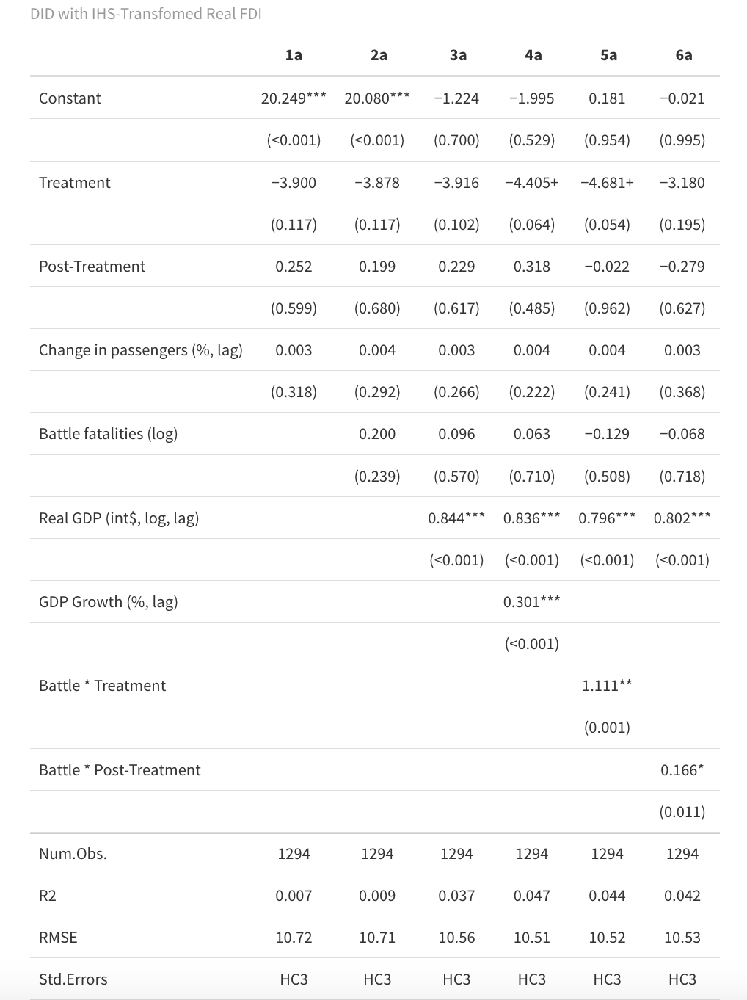 DID with IHS-Transfomed Real FDI
1a 2a 3a 4a 5a 6a
Constant 20.249*** 20.080*** −1.224 −1.995 0.181 −0.021
(<0.001) (<0.001) (0.700) (0.529) (0.954) (0.995)
Treatment −3.900 −3.878 −3.916 −4.405+ −4.681+ −3.180
(0.117) (0.117) (0.102) (0.064) (0.054) (0.195)
Post-Treatment 0.252 0.199 0.229 0.318 −0.022 −0.279
(0.599) (0.680) (0.617) (0.485) (0.962) (0.627)
Change in passengers (%, lag) 0.003 0.004 0.003 0.004 0.004 0.003
(0.318) (0.292) (0.266) (0.222) (0.241) (0.368)
Battle fatalities (log) 0.200 0.096 0.063 −0.129 −0.068
(0.239) (0.570) (0.710) (0.508) (0.718)
Real GDP (int$, log, lag) 0.844*** 0.836*** 0.796*** 0.802***
(<0.001) (<0.001) (<0.001) (<0.001)
GDP Growth (%, lag) 0.301***
(<0.001)
Battle * Treatment 1.111**
(0.001)
Battle * Post-Treatment 0.166*
(0.011)
Num.Obs. 1294 1294 1294 1294 1294 1294
R2 0.007 0.009 0.037 0.047 0.044 0.042
RMSE 10.72 10.71 10.56 10.51 10.52 10.53
Std.Errors HC3 HC3 HC3 HC3 HC3 HC3